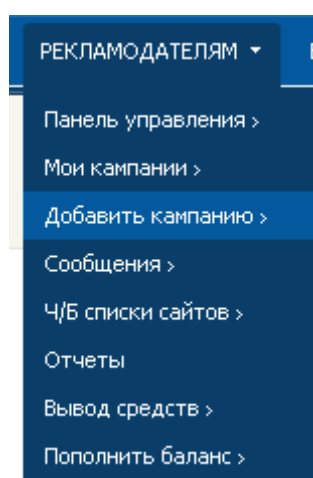 РЕКЛАМОДАТЕЛЯМ
Панель управления >
Мои кампании >
Добавить кампанию >
Сообщения >
Ч/Б списки сайтов >
Отчеты
Вывод средств >
Пополнить баланс >